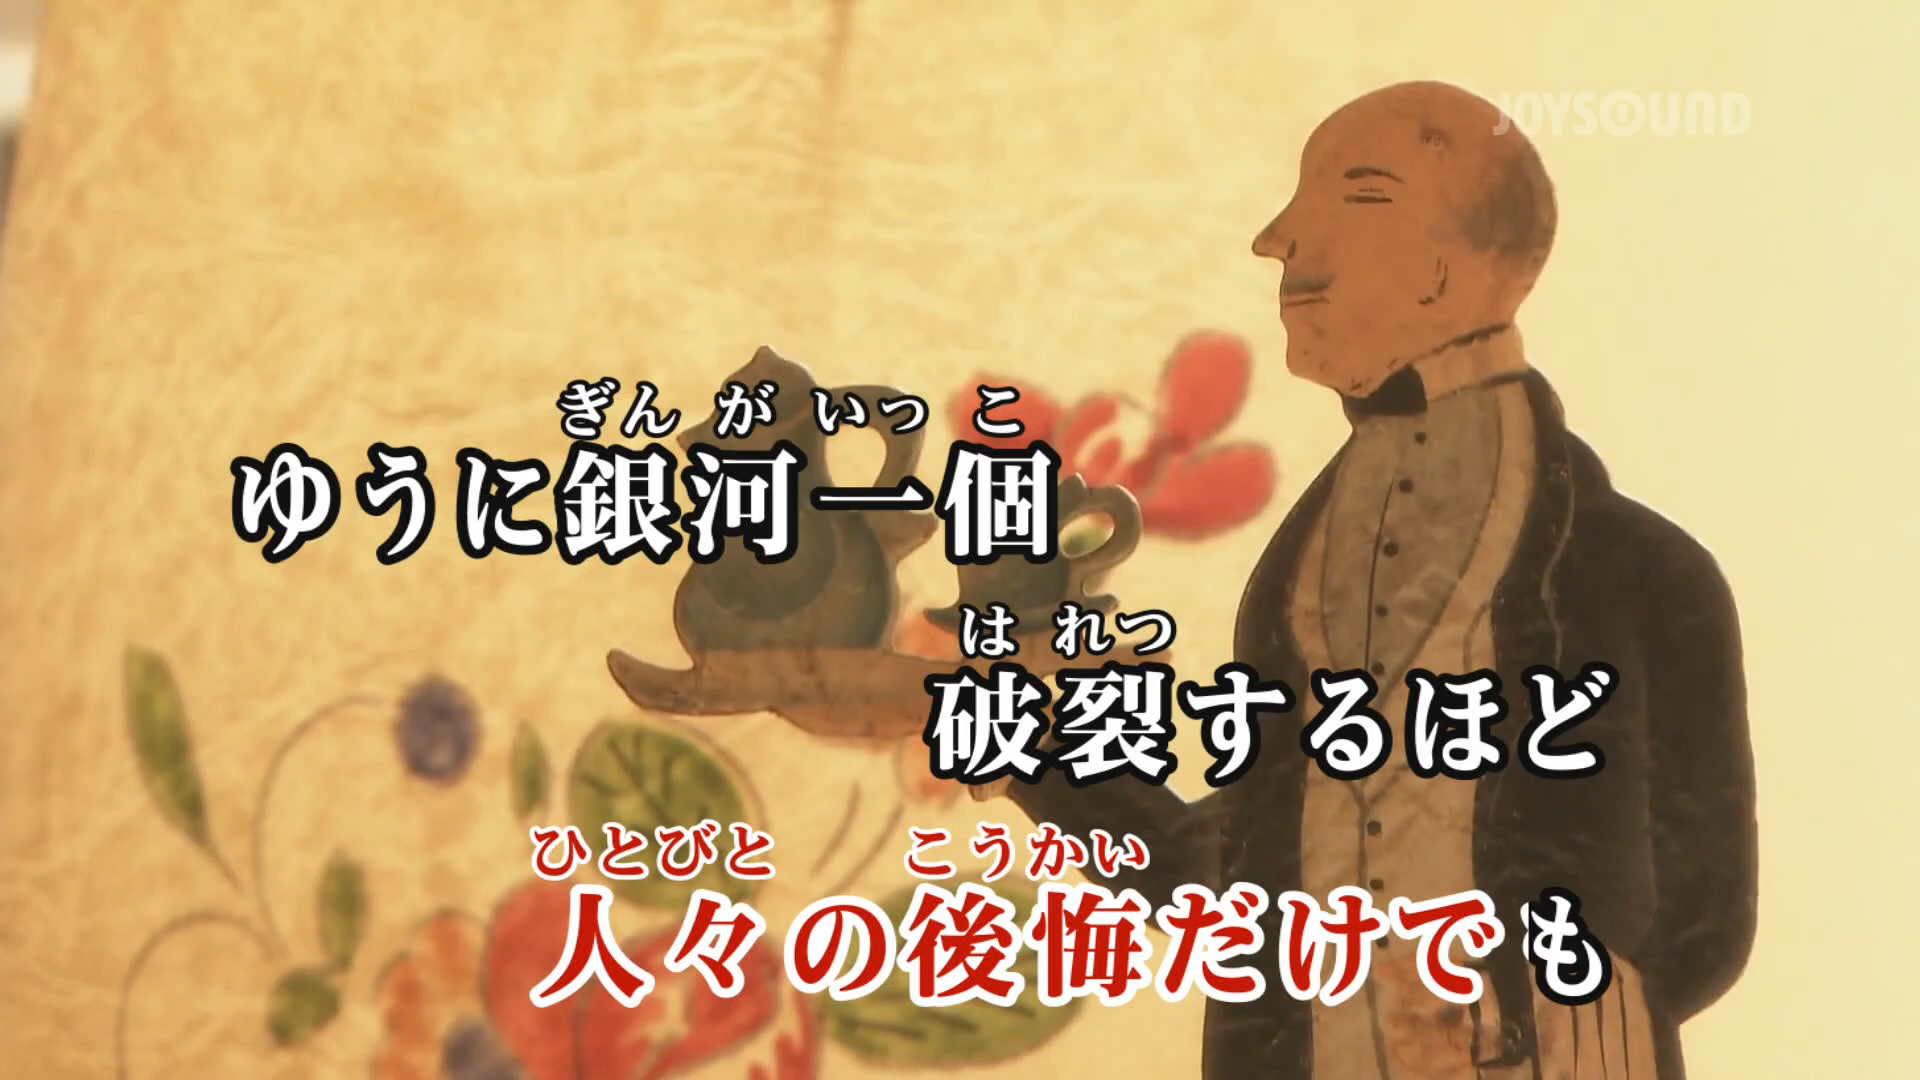 JOYSOUND
ぎんがいっこ
ゆうに銀河一個
はれつ
破裂するほど
ひとびと こうかい
人々の後悔だけでも